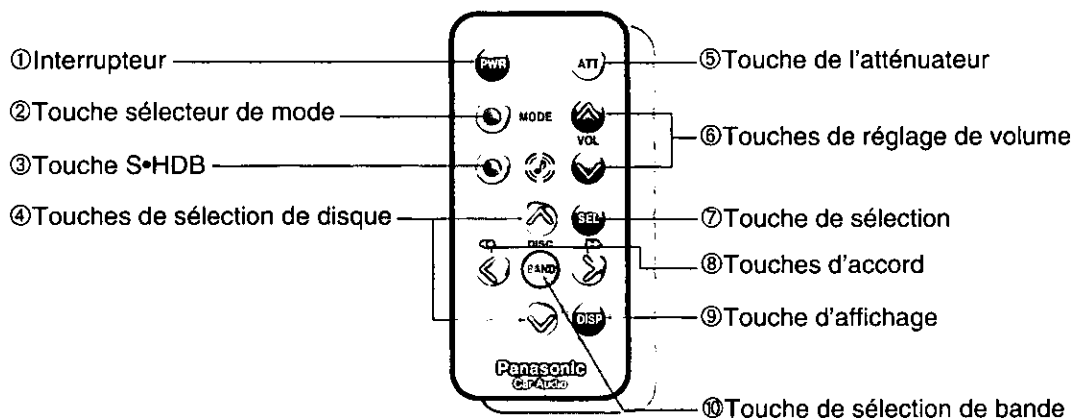 ①Interrupteur
②Touche sélecteur de mode
③Touche S•HDB
④Touches de sélection de disque
PWR
ATT
MODE
VOL
SEL
DISC
BAND
DISP
Panasonic
Car Audio
⑤Touche de l'atténuateur
⑥Touches de réglage de volume
⑦Touche de sélection
⑧Touches d'accord
⑨Touche d'affichage
⑩Touche de sélection de bande